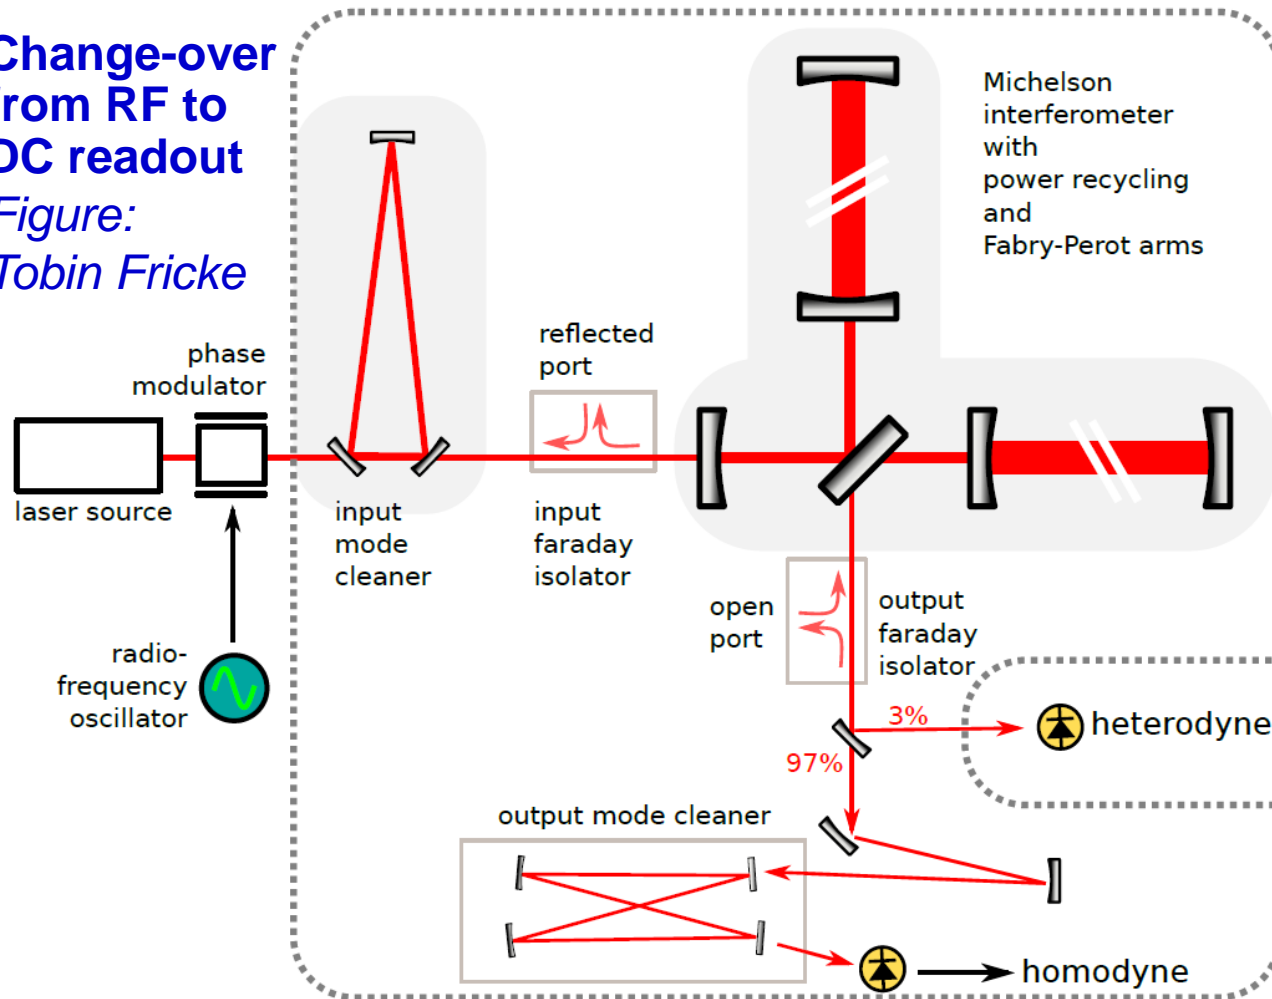 Change-over
from RF to
DC readout
Figure:
Tobin Fricke
Michelson
interferometer
with
power recycling
and
Fabry-Perot arms
reflected
port
phase
modulator
laser source
input
mode
cleaner
input
faraday
isolator
open
port
output
faraday
isolator
radio-
frequency
oscillator
3%
heterodyne
97%
output mode cleaner
homodyne